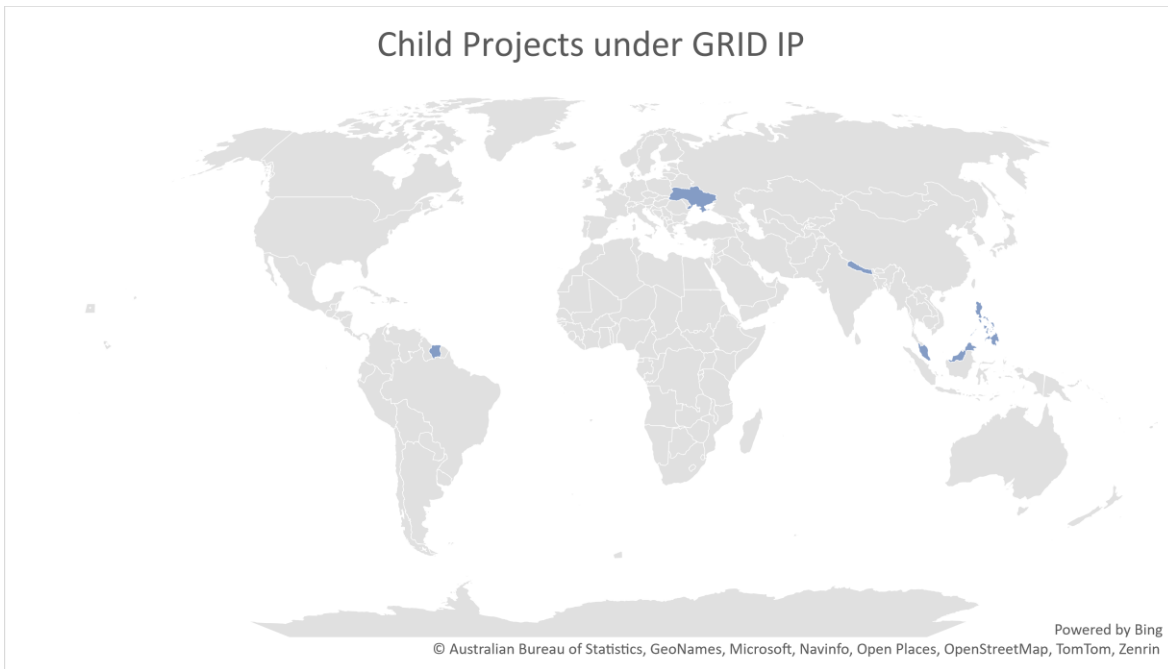 Child Projects under GRID IP
Powered by Bing
© Australian Bureau of Statistics, GeoNames, Microsoft, Navinfo, Open Places, OpenStreetMap, TomTom, Zenrin